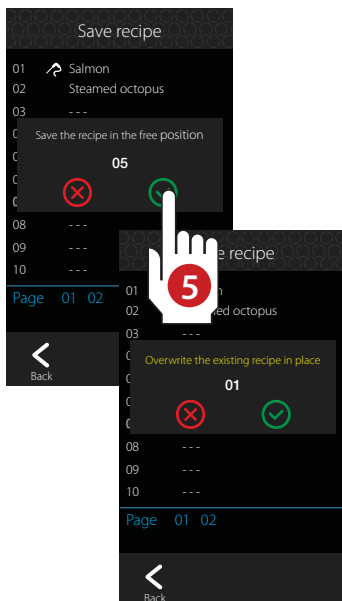 Save recipe
01 Salmon
02 Steamed octopus
03 ---
Save the recipe in the free position
05
08 ---
09 ---
10 ---
Page 01 02
Back
5
recipe
01
02 ed octopus
03
Overwrite the existing recipe in place
01
08 ---
09 ---
10 ---
Page 01 02
Back